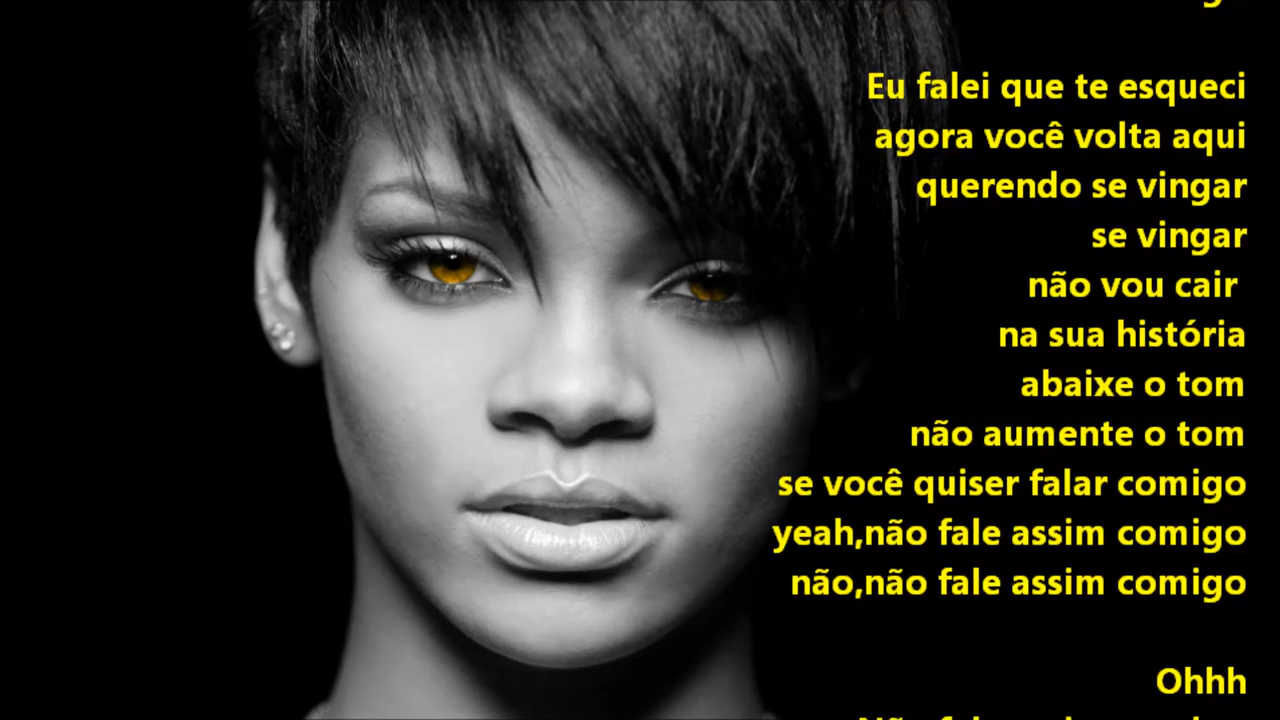 Eu falei que te esqueci
agora você volta aqui
querendo se vingar
se vingar
não vou cair
na sua história
abaixe o tom
não aumente o tom
se você quiser falar comigo
yeah,não fale assim comigo
não,não fale assim comigo
Ohhh